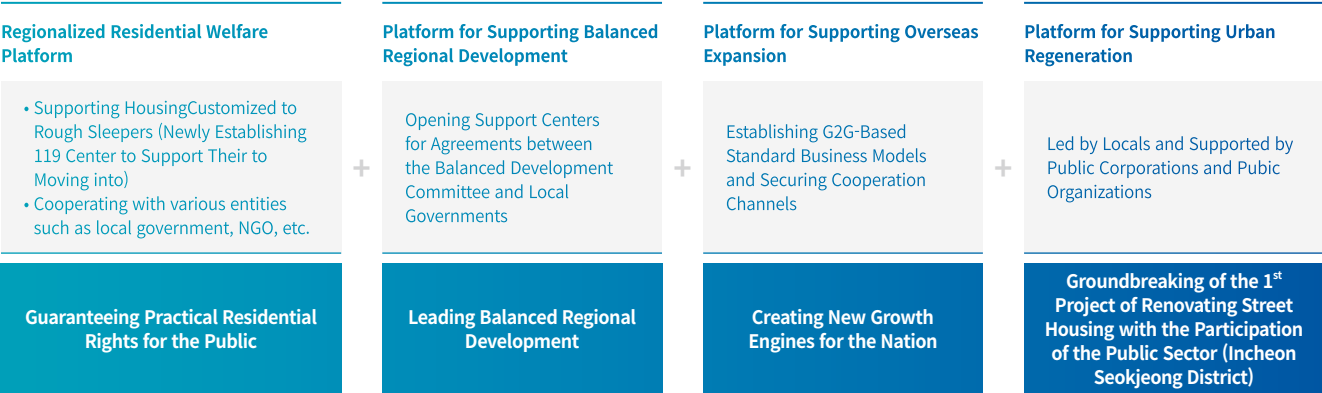 Regionalized Residential Welfare
Platform
• Supporting HousingCustomized to
Rough Sleepers (Newly Establishing
119 Center to Support Their to
Moving into)
• Cooperating with various entities
such as local government, NGO, etc.
Guaranteeing Practical Residential
Rights for the Public
+
Platform for Supporting Balanced
Regional Development
Opening Support Centers
for Agreements between
the Balanced Development
Committee and Local
Governments
Leading Balanced Regional
Development
+
Platform for Supporting Overseas
Expansion
Establishing G2G-Based
Standard Business Models
and Securing Cooperation
Channels
Creating New Growth
Engines for the Nation
+
Platform for Supporting Urban
Regeneration
Led by Locals and Supported by
Public Corporations and Pubic
Organizations
Groundbreaking of the 1st
Project of Renovating Street
Housing with the Participation
of the Public Sector (Incheon
Seokjeong District)